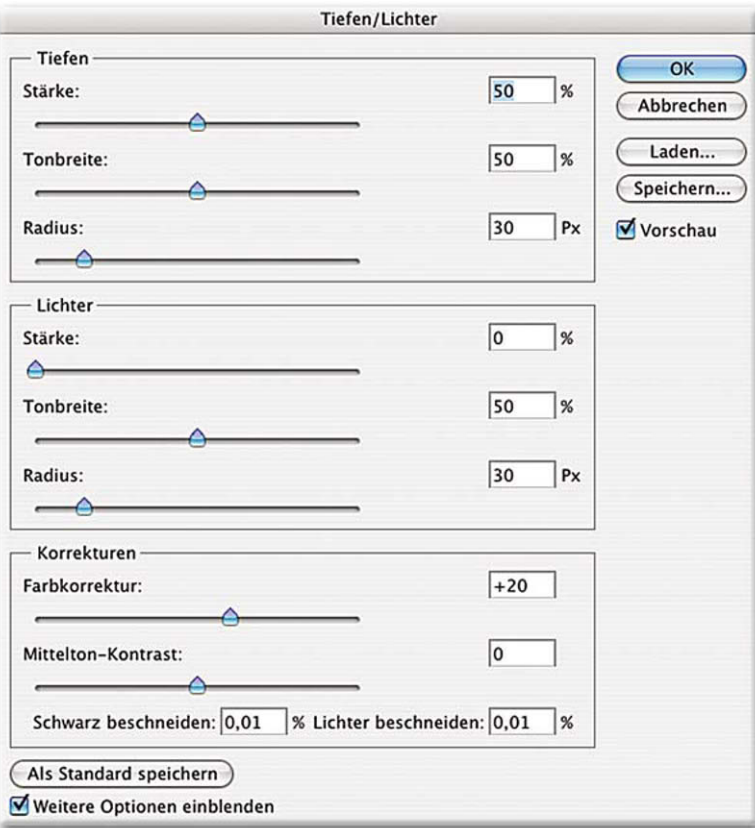 Tiefen/Lichter
Tiefen
Stärke: 50 %
Tonbreite: 50 %
Radius: 30 Px
Lichter
Stärke: 0 %
Tonbreite: 50 %
Radius: 30 Px
Korrekturen
Farbkorrektur: +20
Mittelton-Kontrast: 0
Schwarz beschneiden: 0,01 % Lichter beschneiden: 0,01 %
Als Standard speichern
Weitere Optionen einblenden
OK
Abbrechen
Laden...
Speichern...
Vorschau